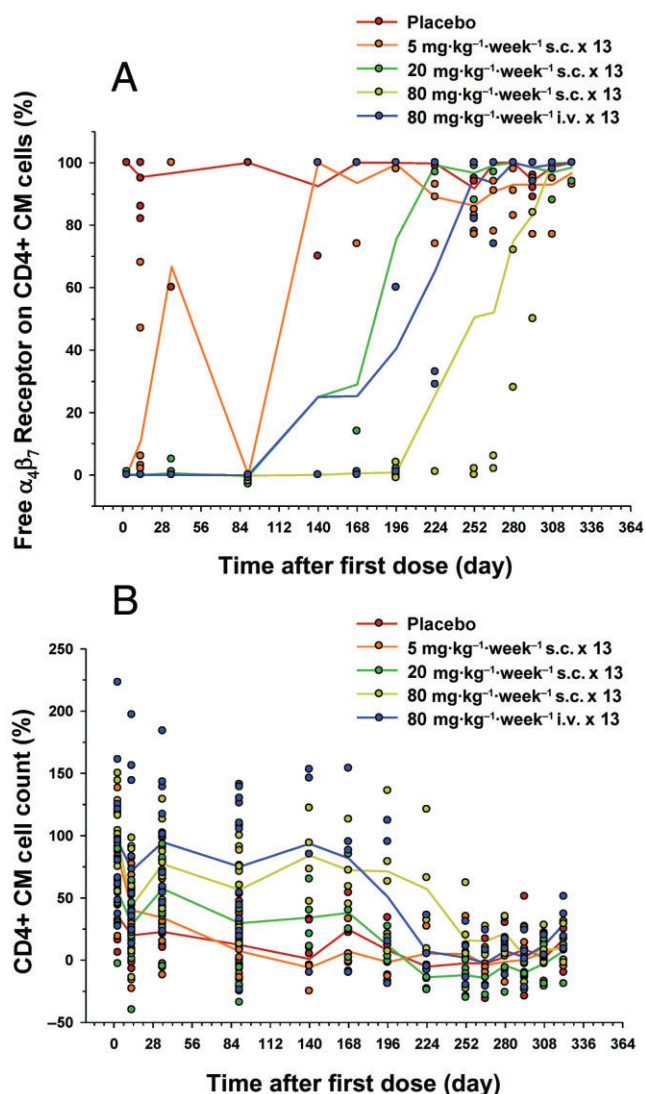 Placebo
5 mg·kg⁻¹·week⁻¹ s.c. x 13
20 mg·kg⁻¹·week⁻¹ s.c. x 13
80 mg·kg⁻¹·week⁻¹ s.c. x 13
80 mg·kg⁻¹·week⁻¹ i.v. x 13
A
Free α₄β₇ Receptor on CD4+ CM cells (%)
100
80
60
40
20
0
0 28 56 84 112 140 168 196 224 252 280 308 336 364
Time after first dose (day)
B
Placebo
5 mg·kg⁻¹·week⁻¹ s.c. x 13
20 mg·kg⁻¹·week⁻¹ s.c. x 13
80 mg·kg⁻¹·week⁻¹ s.c. x 13
80 mg·kg⁻¹·week⁻¹ i.v. x 13
CD4+ CM cell count (%)
250
200
150
100
50
0
–50
0 28 56 84 112 140 168 196 224 252 280 308 336 364
Time after first dose (day)